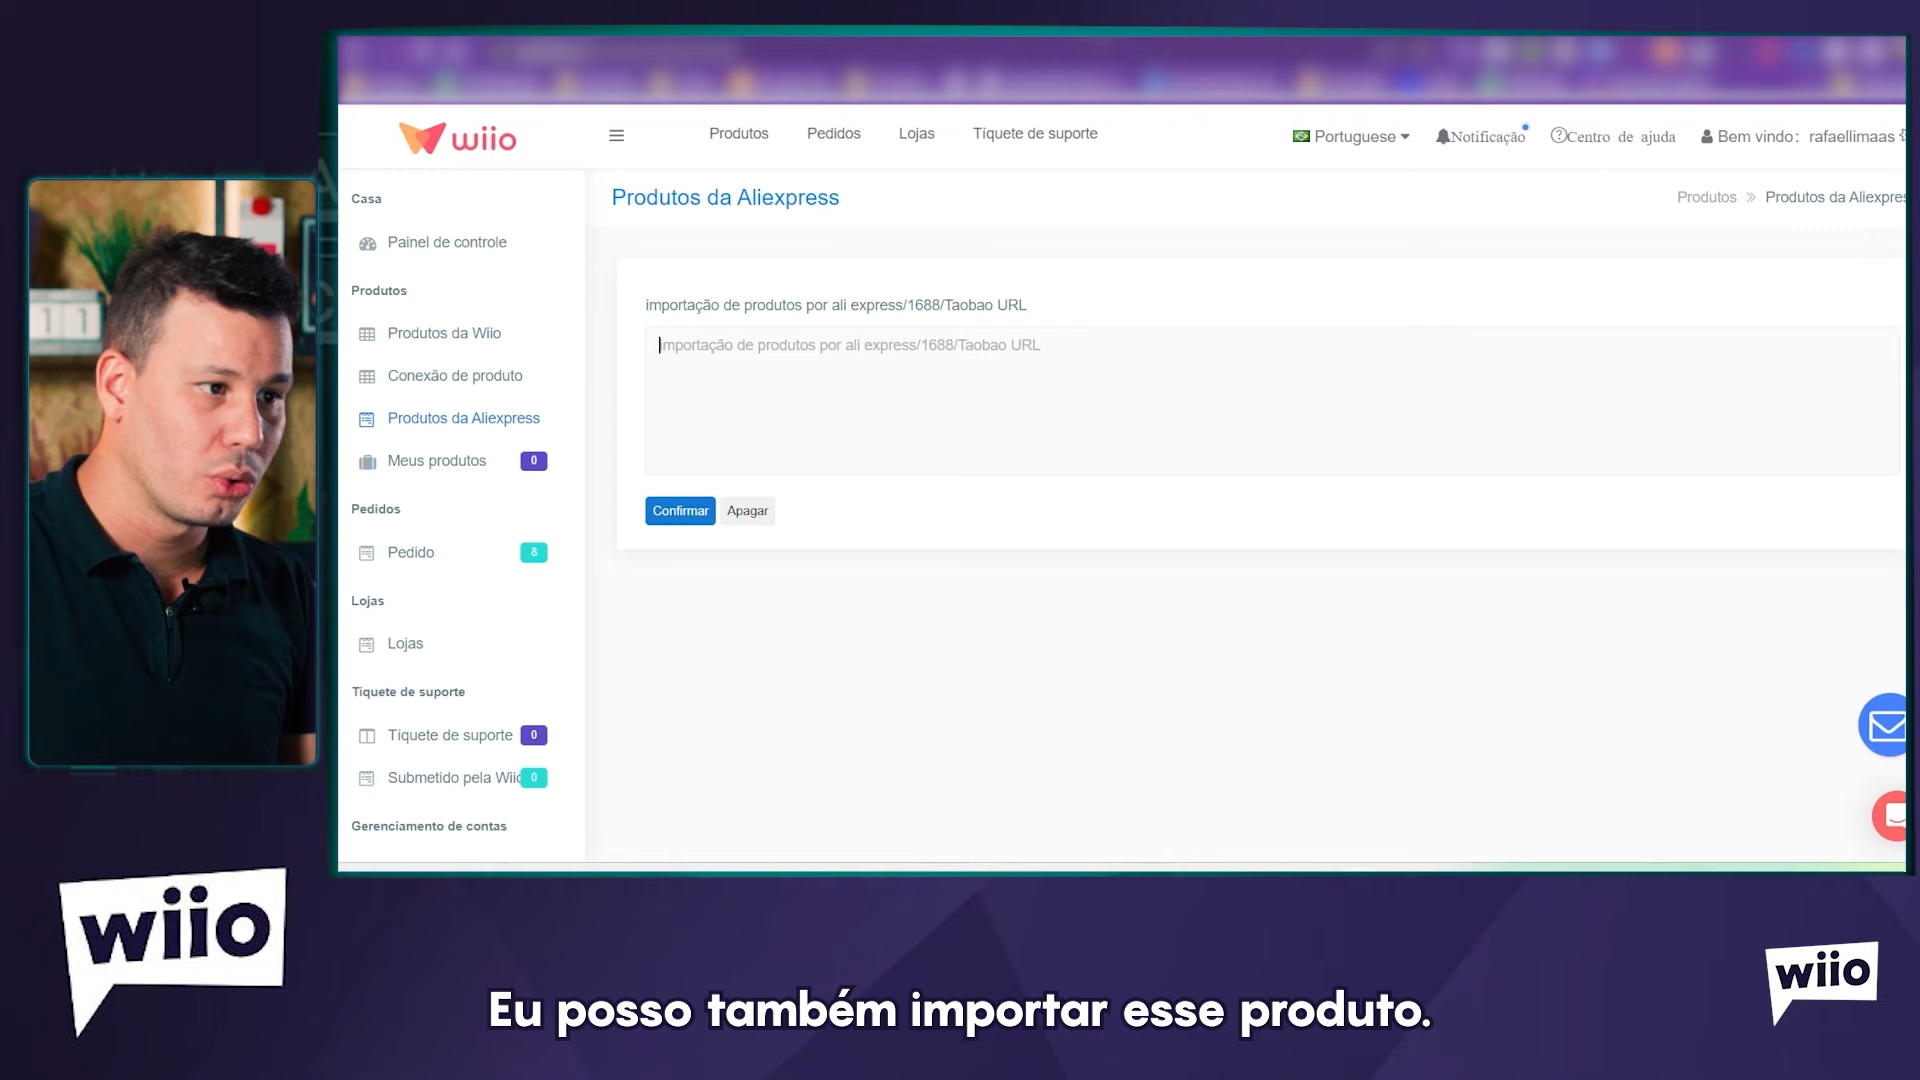 wiio
Produtos
Pedidos
Lojas
Tíquete de suporte
Portuguese
Notificação
Centro de ajuda
Bem vindo: rafaellimaas
Casa
Painel de controle
Produtos
Produtos da Wiio
Conexão de produto
Produtos da Aliexpress
Meus produtos 0
Pedidos
Pedido 8
Lojas
Lojas
Tíquete de suporte
Tíquete de suporte 0
Submetido pela Wiio 0
Gerenciamento de contas
Produtos da Aliexpress
Produtos » Produtos da Aliexpres
importação de produtos por ali express/1688/Taobao URL
importação de produtos por ali express/1688/Taobao URL
Confirmar
Apagar
11
wiio
Eu posso também importar esse produto.
wiio